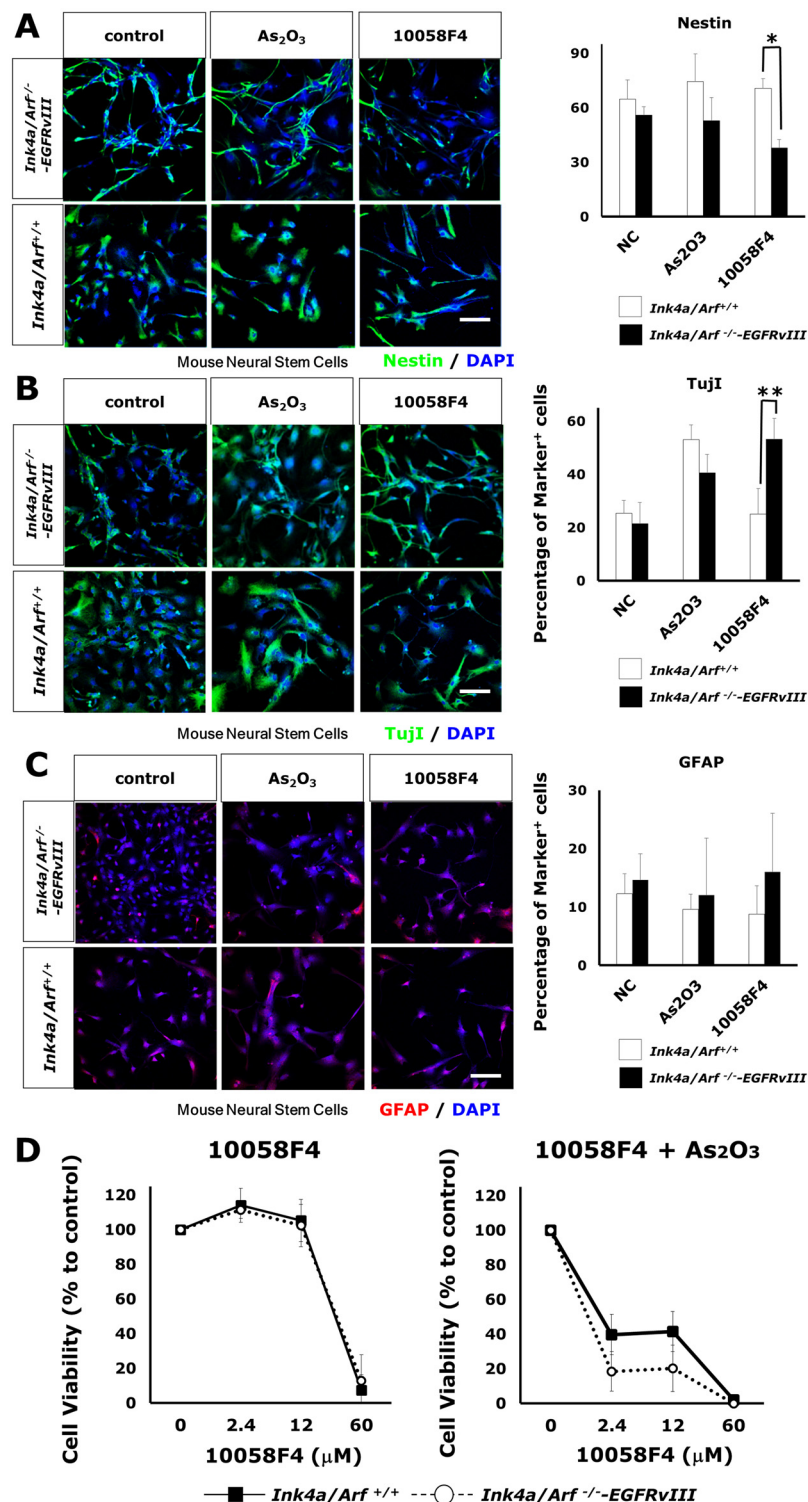 A
control
As2O3
10058F4
Ink4a/Arf-/-
-EGFRvIII
Ink4a/Arf+/+
Mouse Neural Stem Cells Nestin / DAPI
Nestin
90
60
30
0
*
NC
As2O3
10058F4
Ink4a/Arf+/+
Ink4a/Arf -/--EGFRvIII
B
control
As2O3
10058F4
Ink4a/Arf-/-
-EGFRvIII
Ink4a/Arf+/+
Mouse Neural Stem Cells TujI / DAPI
TujI
Percentage of Marker+ cells
60
40
20
0
**
NC
As2O3
10058F4
Ink4a/Arf+/+
Ink4a/Arf -/--EGFRvIII
C
control
As2O3
10058F4
Ink4a/Arf-/-
-EGFRvIII
Ink4a/Arf+/+
Mouse Neural Stem Cells GFAP / DAPI
GFAP
Percentage of Marker+ cells
30
20
10
0
NC
As2O3
10058F4
Ink4a/Arf+/+
Ink4a/Arf -/--EGFRvIII
D
10058F4
Cell Viability (% to control)
120
100
80
60
40
20
0
0 2.4 12 60
10058F4 (μM)
10058F4 + As2O3
Cell Viability (% to control)
120
100
80
60
40
20
0
0 2.4 12 60
10058F4 (μM)
Ink4a/Arf +/+ Ink4a/Arf -/--EGFRvIII